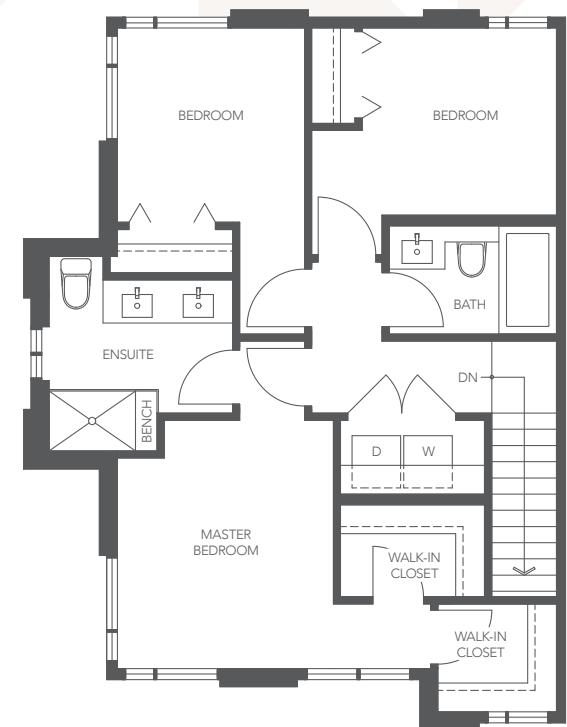 BEDROOM
BEDROOM
BATH
ENSUITE
DN
BENCH
D
W
MASTER
BEDROOM
WALK-IN
CLOSET
WALK-IN
CLOSET